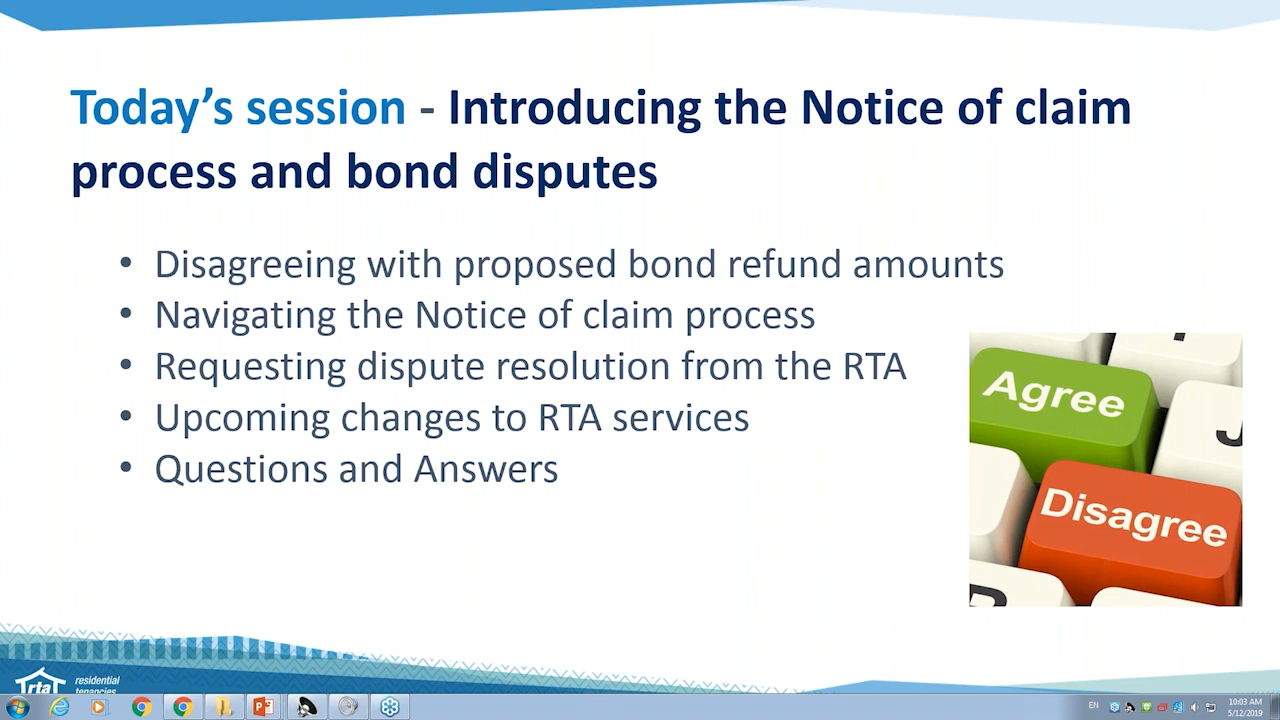 Today's session - Introducing the Notice of claim
process and bond disputes
• Disagreeing with proposed bond refund amounts
• Navigating the Notice of claim process
• Requesting dispute resolution from the RTA
• Upcoming changes to RTA services
• Questions and Answers
Agree
J
Disagree
rta
residential
tenancies
EN
10:03 AM
5/12/2019